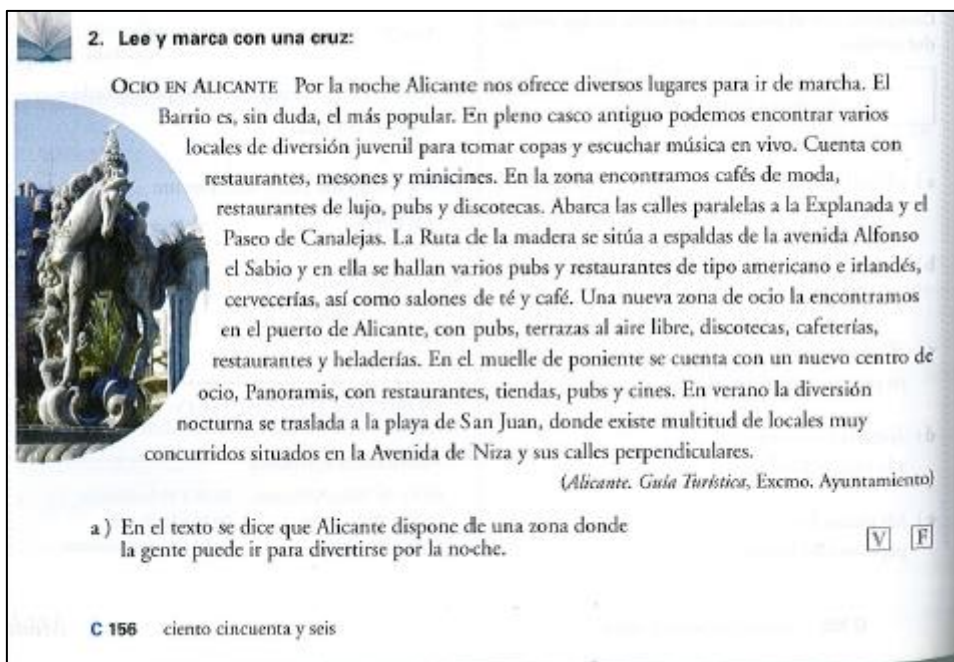 2. Lee y marca con una cruz:
OCIO EN ALICANTE Por la noche Alicante nos ofrece diversos lugares para ir de marcha. El
Barrio es, sin duda, el más popular. En pleno casco antiguo podemos encontrar varios
locales de diversión juvenil para tomar copas y escuchar música en vivo. Cuenta con
restaurantes, mesones y minicines. En la zona encontramos cafés de moda,
restaurantes de lujo, pubs y discotecas. Abarca las calles paralelas a la Explanada y el
Paseo de Canalejas. La Ruta de la madera se sitúa a espaldas de la avenida Alfonso
el Sabio y en ella se hallan varios pubs y restaurantes de tipo americano e irlandés,
cervecerías, así como salones de té y café. Una nueva zona de ocio la encontramos
en el puerto de Alicante, con pubs, terrazas al aire libre, discotecas, cafeterías,
restaurantes y heladerías. En el muelle de poniente se cuenta con un nuevo centro de
ocio, Panoramis, con restaurantes, tiendas, pubs y cines. En verano la diversión
nocturna se traslada a la playa de San Juan, donde existe multitud de locales muy
concurridos situados en la Avenida de Niza y sus calles perpendiculares.
(Alicante. Guía Turística, Excmo. Ayuntamiento)
a) En el texto se dice que Alicante dispone de una zona donde
la gente puede ir para divertirse por la noche. V F
C 156 ciento cincuenta y seis